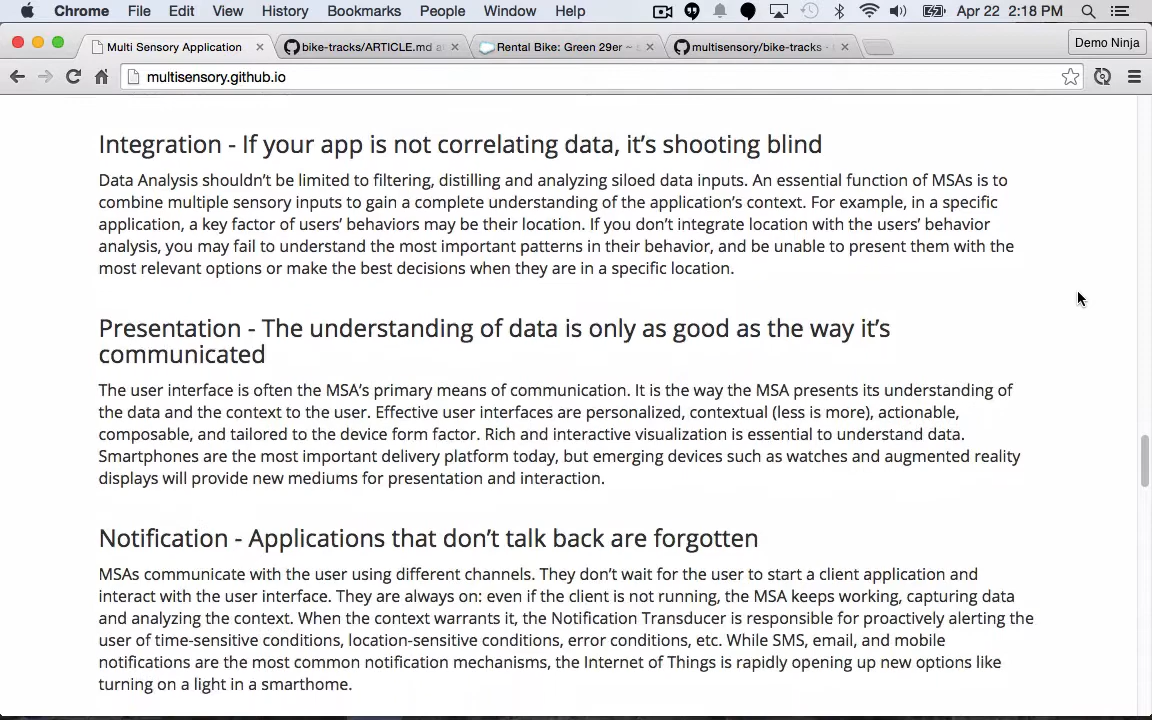 Chrome File Edit View History Bookmarks People Window Help Apr 22 2:18 PM
Multi Sensory Application
bike-tracks/ARTICLE.md
Rental Bike: Green 29er ~
multisensory/bike-tracks ·
Demo Ninja
multisensory.github.io
Integration - If your app is not correlating data, it’s shooting blind
Data Analysis shouldn’t be limited to filtering, distilling and analyzing siloed data inputs. An essential function of MSAs is to
combine multiple sensory inputs to gain a complete understanding of the application’s context. For example, in a specific
application, a key factor of users’ behaviors may be their location. If you don’t integrate location with the users’ behavior
analysis, you may fail to understand the most important patterns in their behavior, and be unable to present them with the
most relevant options or make the best decisions when they are in a specific location.
Presentation - The understanding of data is only as good as the way it’s
communicated
The user interface is often the MSA’s primary means of communication. It is the way the MSA presents its understanding of
the data and the context to the user. Effective user interfaces are personalized, contextual (less is more), actionable,
composable, and tailored to the device form factor. Rich and interactive visualization is essential to understand data.
Smartphones are the most important delivery platform today, but emerging devices such as watches and augmented reality
displays will provide new mediums for presentation and interaction.
Notification - Applications that don’t talk back are forgotten
MSAs communicate with the user using different channels. They don’t wait for the user to start a client application and
interact with the user interface. They are always on: even if the client is not running, the MSA keeps working, capturing data
and analyzing the context. When the context warrants it, the Notification Transducer is responsible for proactively alerting the
user of time-sensitive conditions, location-sensitive conditions, error conditions, etc. While SMS, email, and mobile
notifications are the most common notification mechanisms, the Internet of Things is rapidly opening up new options like
turning on a light in a smarthome.